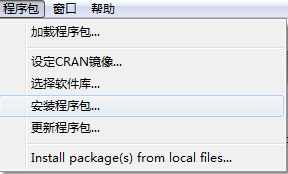 程序包 窗口 帮助
加载程序包...
设定CRAN镜像...
选择软件库...
安装程序包...
更新程序包...
Install package(s) from local files...